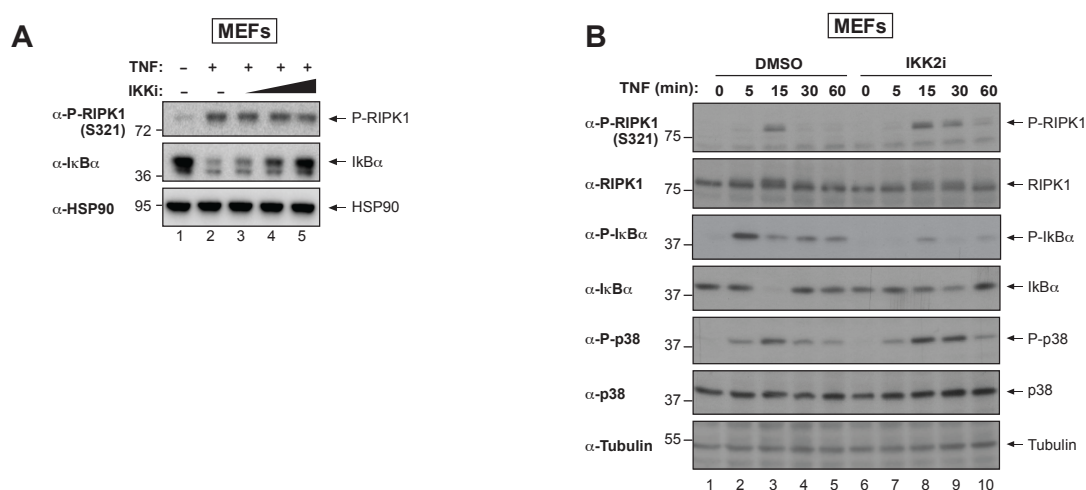 A
MEFs
TNF: – + + + +
IKKi: –
α-P-RIPK1
(S321)
72
P-RIPK1
α-IκBα
36
IkBα
α-HSP90
95
HSP90
1 2 3 4 5
B
MEFs
DMSO IKK2i
TNF (min): 0 5 15 30 60 0 5 15 30 60
α-P-RIPK1
(S321)
75
P-RIPK1
α-RIPK1
75
RIPK1
α-P-IκBα
37
P-IkBα
α-IκBα
37
IkBα
α-P-p38
37
P-p38
α-p38
37
p38
α-Tubulin
55
Tubulin
1 2 3 4 5 6 7 8 9 10